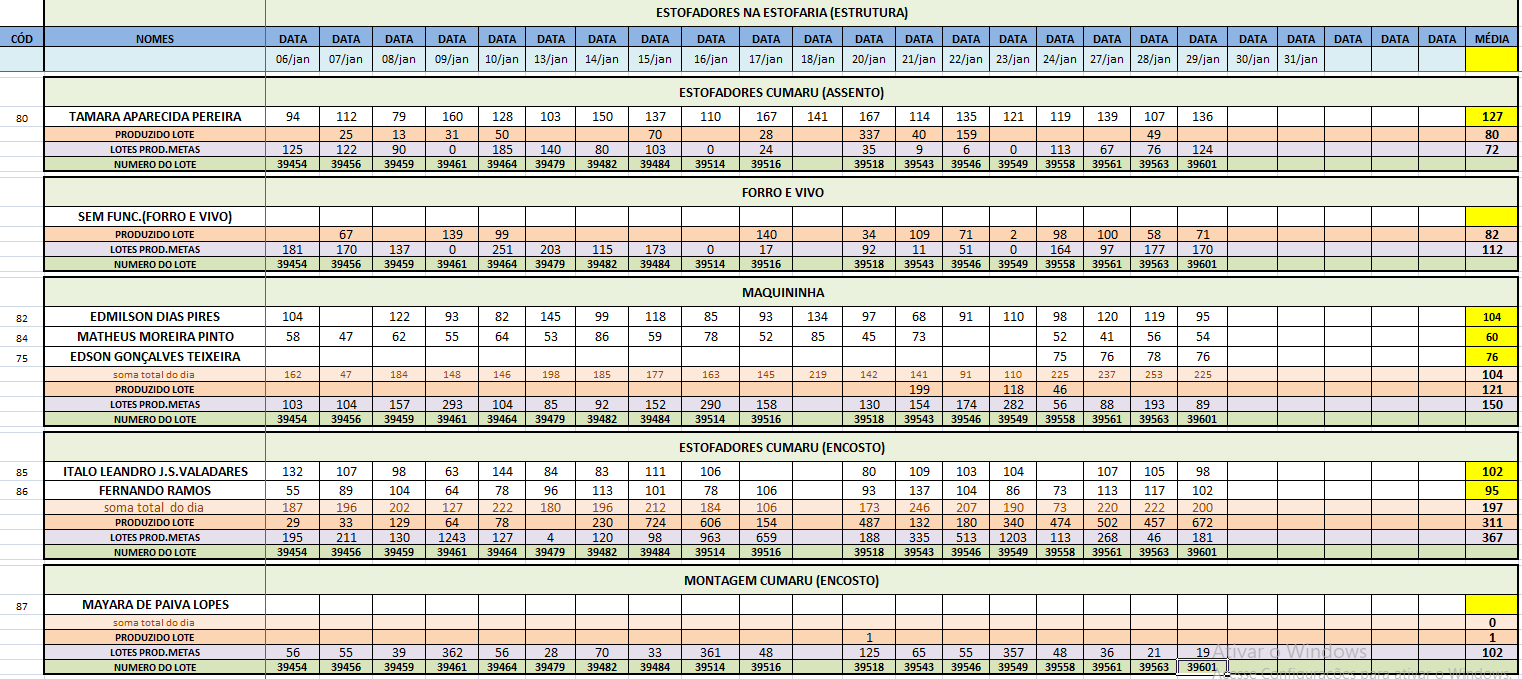 ESTOFADORES NA ESTOFARIA (ESTRUTURA)
CÓD NOMES DATA DATA DATA DATA DATA DATA DATA DATA DATA DATA DATA DATA DATA DATA DATA DATA DATA DATA DATA DATA DATA DATA DATA DATA MÉDIA
06/jan 07/jan 08/jan 09/jan 10/jan 13/jan 14/jan 15/jan 16/jan 17/jan 18/jan 20/jan 21/jan 22/jan 23/jan 24/jan 27/jan 28/jan 29/jan 30/jan 31/jan
ESTOFADORES CUMARU (ASSENTO)
80 TAMARA APARECIDA PEREIRA 94 112 79 160 128 103 150 137 110 167 141 167 114 135 121 119 139 107 136 127
PRODUZIDO LOTE 25 13 31 50 70 28 337 40 159 49 80
LOTES PROD.METAS 125 122 90 0 185 140 80 103 0 24 35 9 6 0 113 67 76 124 72
NUMERO DO LOTE 39454 39456 39459 39461 39464 39479 39482 39484 39514 39516 39518 39543 39546 39549 39558 39561 39563 39601
FORRO E VIVO
SEM FUNC.(FORRO E VIVO)
PRODUZIDO LOTE 67 139 99 140 34 109 71 2 98 100 58 71 82
LOTES PROD.METAS 181 170 137 0 251 203 115 173 0 17 92 11 51 0 164 97 177 170 112
NUMERO DO LOTE 39454 39456 39459 39461 39464 39479 39482 39484 39514 39516 39518 39543 39546 39549 39558 39561 39563 39601
MAQUININHA
82 EDMILSON DIAS PIRES 104 122 93 82 145 99 118 85 93 134 97 68 91 110 98 120 119 95 104
84 MATHEUS MOREIRA PINTO 58 47 62 55 64 53 86 59 78 52 85 45 73 52 41 56 54 60
75 EDSON GONÇALVES TEIXEIRA 75 76 78 76 76
soma total do dia 162 47 184 148 146 198 185 177 163 145 219 142 141 91 110 225 237 253 225 104
PRODUZIDO LOTE 199 118 46 121
LOTES PROD.METAS 103 104 157 293 104 85 92 152 290 158 130 154 174 282 56 88 193 89 150
NUMERO DO LOTE 39454 39456 39459 39461 39464 39479 39482 39484 39514 39516 39518 39543 39546 39549 39558 39561 39563 39601
ESTOFADORES CUMARU (ENCOSTO)
85 ITALO LEANDRO J.S.VALADARES 132 107 98 63 144 84 83 111 106 80 109 103 104 107 105 98 102
86 FERNANDO RAMOS 55 89 104 64 78 96 113 101 78 106 93 137 104 86 73 113 117 102 95
soma total do dia 187 196 202 127 222 180 196 212 184 106 173 246 207 190 73 220 222 200 197
PRODUZIDO LOTE 29 33 129 64 78 230 724 606 154 487 132 180 340 474 502 457 672 311
LOTES PROD.METAS 195 211 130 1243 127 4 120 98 963 659 188 335 513 1203 113 268 46 181 367
NUMERO DO LOTE 39454 39456 39459 39461 39464 39479 39482 39484 39514 39516 39518 39543 39546 39549 39558 39561 39563 39601
MONTAGEM CUMARU (ENCOSTO)
87 MAYARA DE PAIVA LOPES
soma total do dia 0
PRODUZIDO LOTE 1 1
LOTES PROD.METAS 56 55 39 362 56 28 70 33 361 48 125 65 55 357 48 36 21 19 102
Ativar o Windows
NUMERO DO LOTE 39454 39456 39459 39461 39464 39479 39482 39484 39514 39516 39518 39543 39546 39549 39558 39561 39563 39601
Acesse Configurações para ativar o Windows.